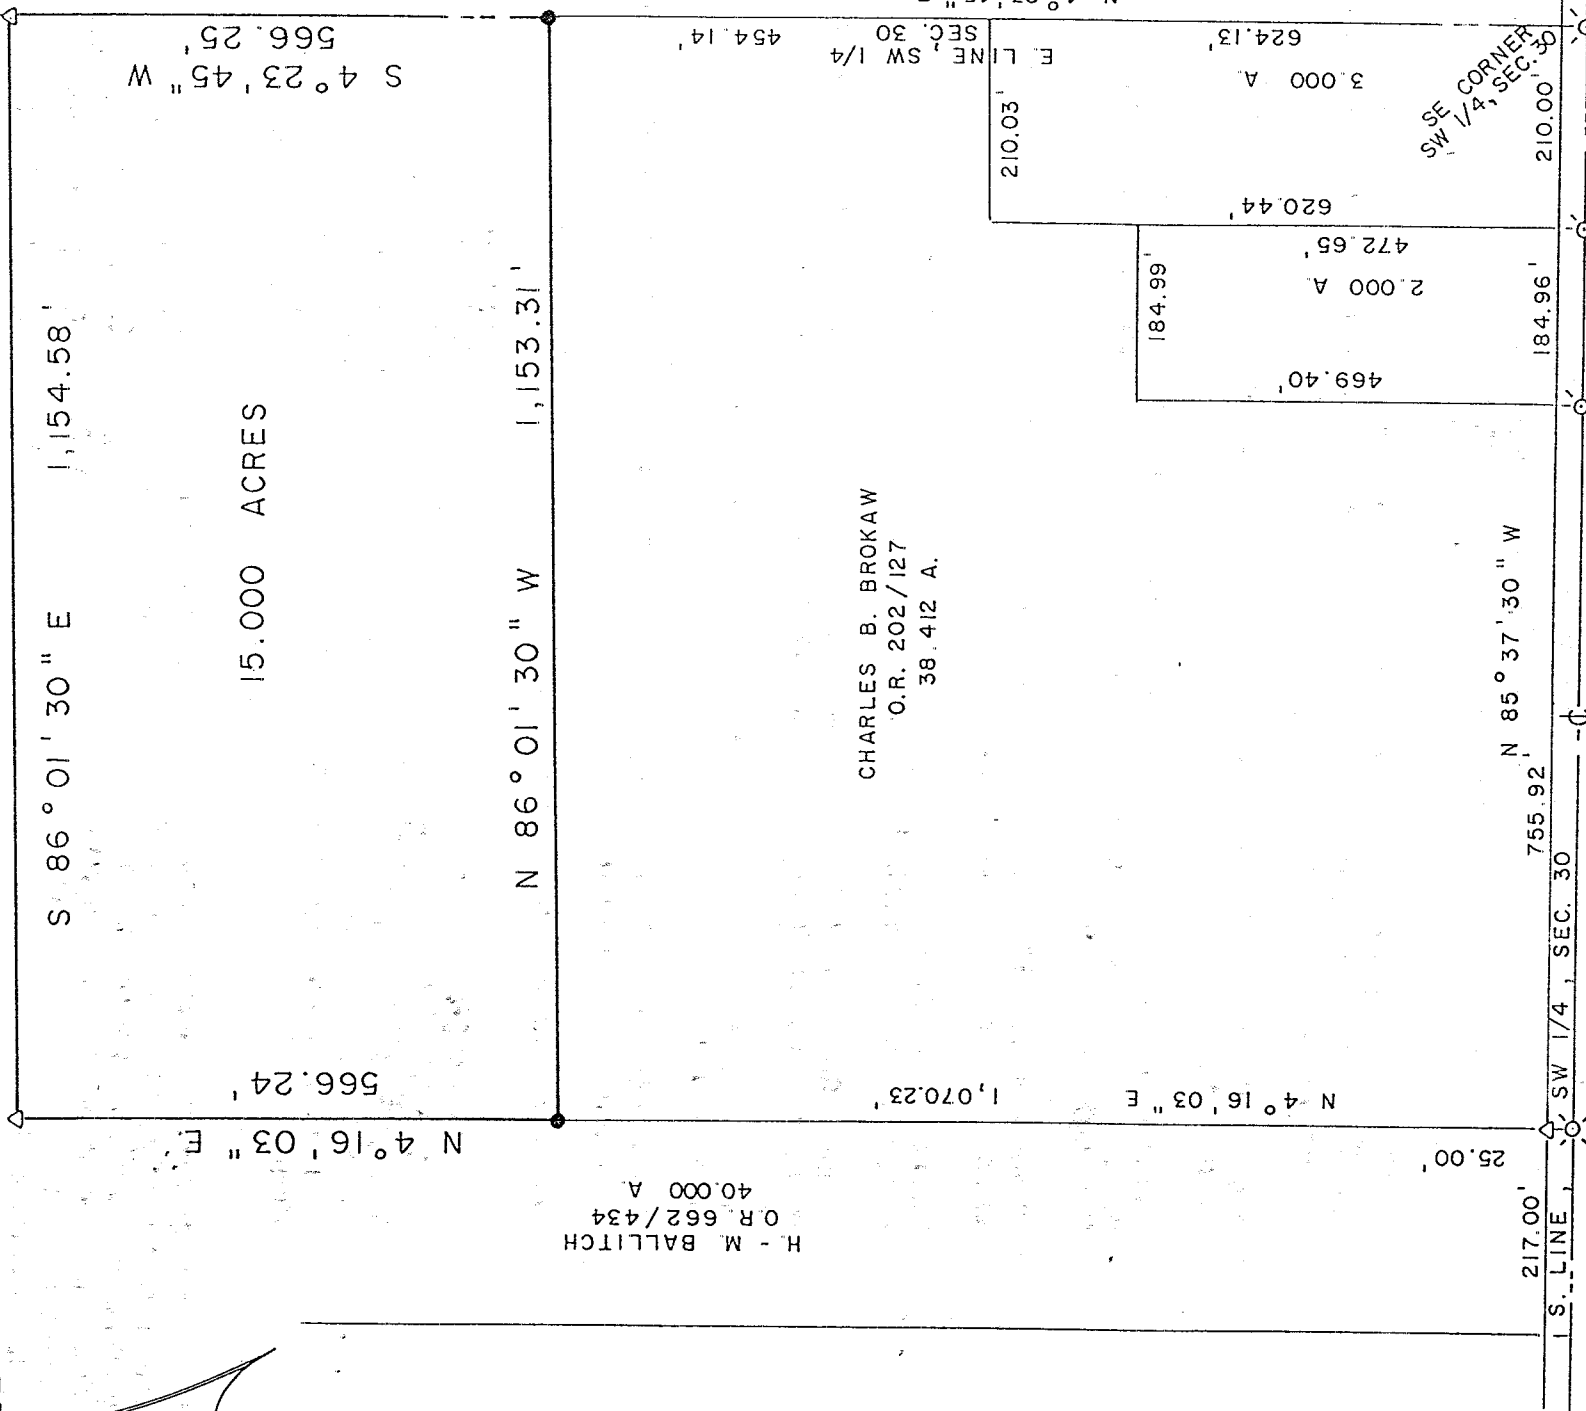 S 86° 01' 30" E 1,154.58'
S 4° 23' 45" W
566.25'
15.000 ACRES
N 4° 16' 03" E
566.24'
N 86° 01' 30" W 1,153.31'
E. LINE, SW 1/4
SEC. 30
454.14'
210.03'
624.13'
3.000 A.
SE CORNER
SW 1/4, SEC. 30
210.00'
620.44'
472.65'
2.000 A.
184.99'
184.96'
469.40'
CHARLES B. BROKAW
O.R. 202/127
38.412 A.
N 85° 37' 30" W
755.92'
N 4° 16' 03" E
1,070.23'
H. - M. BALLITCH
O.R. 662/434
40.000 A.
25.00'
217.00'
S. LINE, SW 1/4, SEC. 30